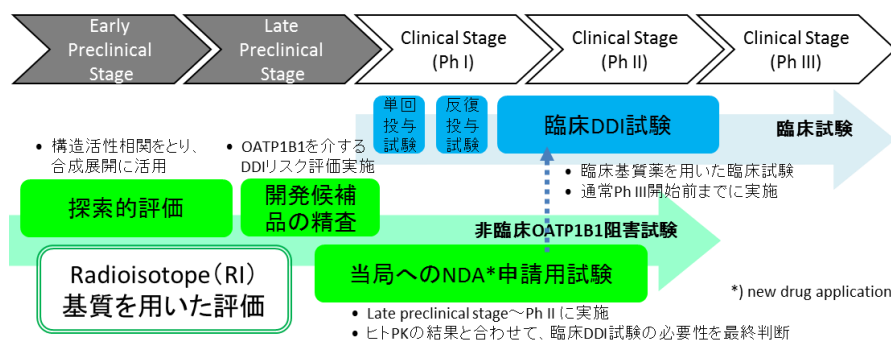 Early
Preclinical
Stage
Late
Preclinical
Stage
Clinical Stage
(Ph I)
Clinical Stage
(Ph II)
Clinical Stage
(Ph III)
単回
投与
試験
反復
投与
試験
臨床DDI試験
臨床試験
• 構造活性相関をとり、
合成展開に活用
• OATP1B1を介する
DDIリスク評価実施
• 臨床基質薬を用いた臨床試験
• 通常Ph III開始前までに実施
探索的評価
開発候補
品の精査
非臨床OATP1B1阻害試験
Radioisotope(RI)
基質を用いた評価
当局へのNDA*申請用試験
*) new drug application
• Late preclinical stage～Ph II に実施
• ヒトPKの結果と合わせて、臨床DDI試験の必要性を最終判断